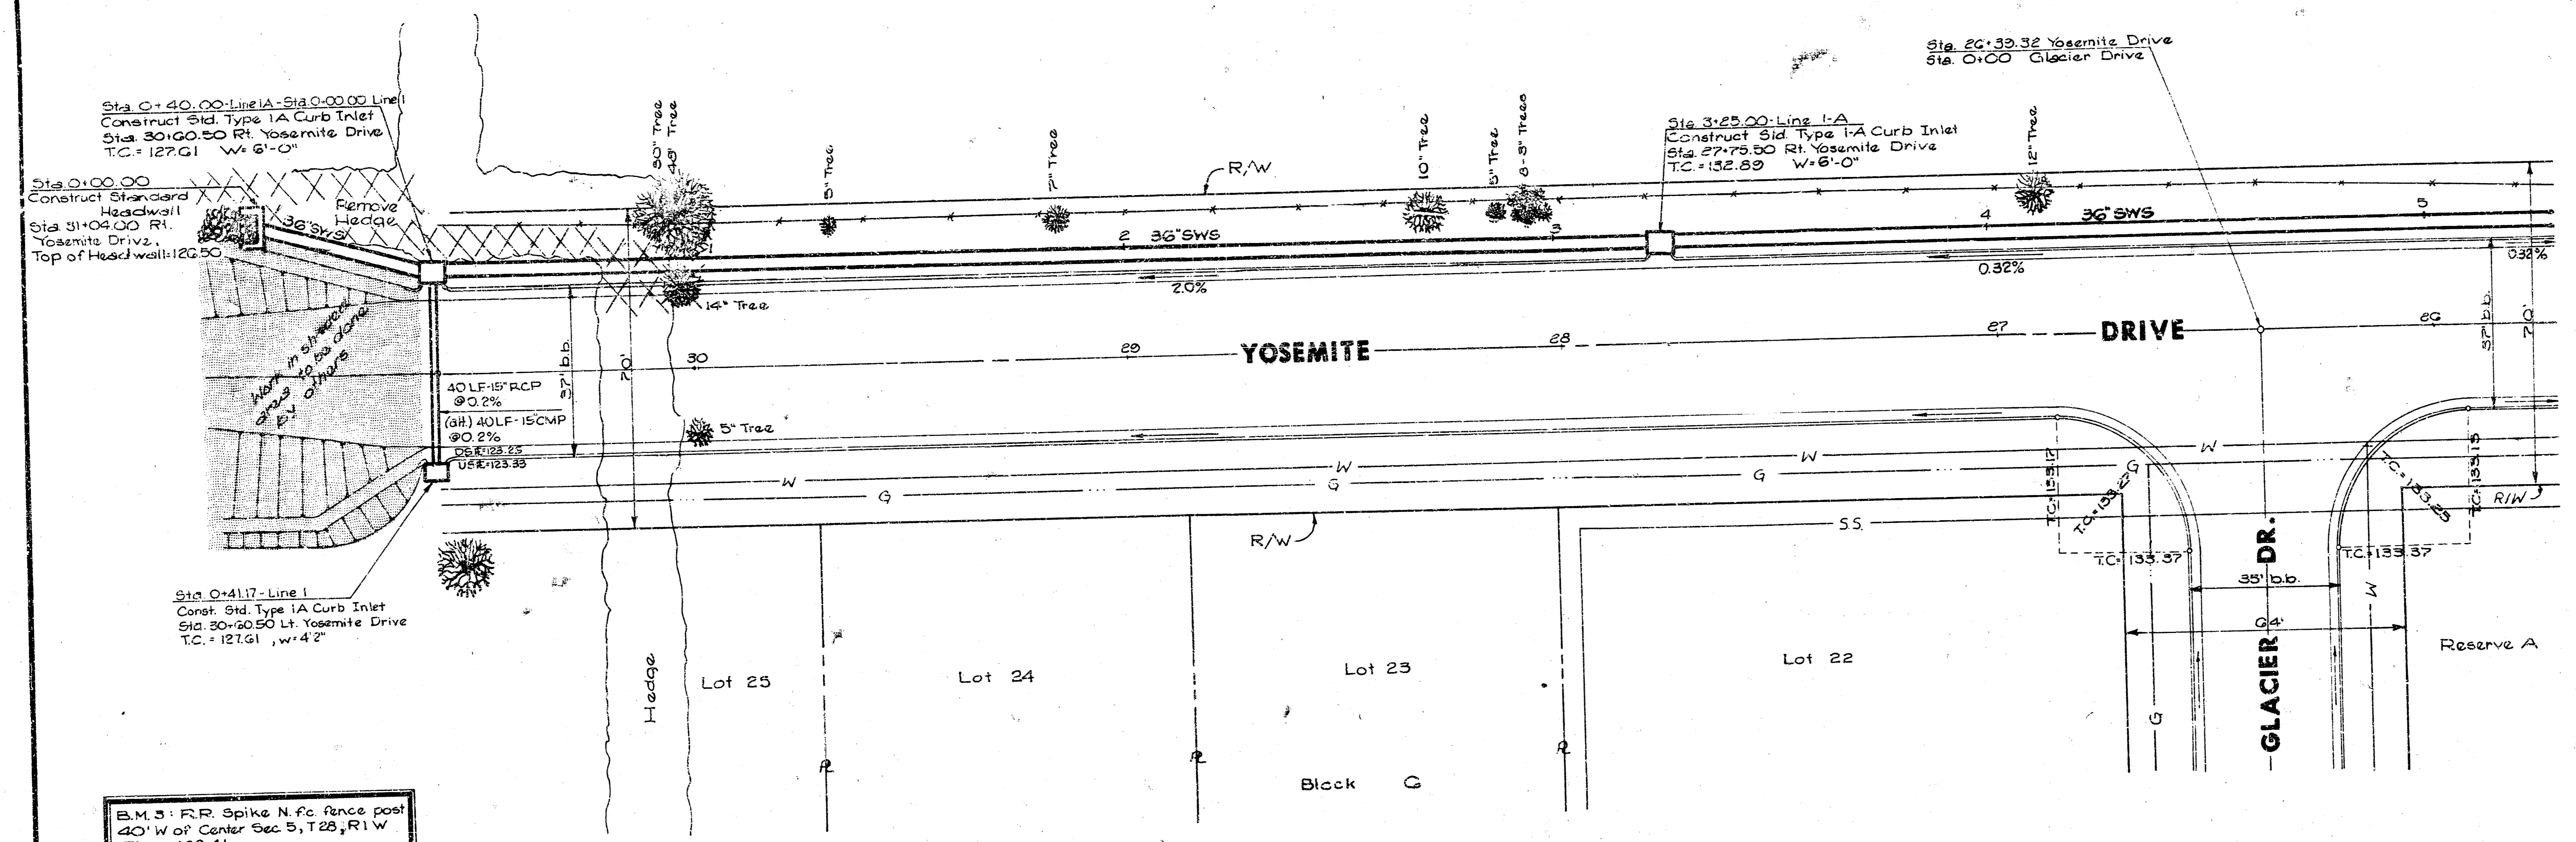 Sta. 26+39.32 Yosemite Drive
Sta. 0+00 Glacier Drive
Sta. 0+40.00-Line 1A-Sta. 0+00.00 Line 1
Construct Std. Type 1A Curb Inlet
Sta. 30+60.50 Rt. Yosemite Drive
T.C.= 127.61 W= 6'-0"
Sta. 0+00.00
Construct Standard
Headwall
Sta. 31+04.00 Rt.
Yosemite Drive,
Top of Headwall=126.50
Remove
Hedge
36" SWS
30" Tree
48" Tree
5" Tree
7" Tree
R/W
10" Tree
5" Tree
8-8" Trees
Sta. 3+25.00-Line 1-A
Construct Std. Type 1-A Curb Inlet
Sta. 27+75.50 Rt. Yosemite Drive
T.C.= 132.89 W=6'-0"
12" Tree
2
36" SWS
3
4
36" SWS
5
14" Tree
2.0%
0.32%
0.32%
Work in shaded
area to be done
by others
37' b.b.
70'
30
29
YOSEMITE
28
27
DRIVE
26
37' b.b.
70'
40 LF-15" RCP
@ 0.2%
(alt.) 40 LF-15" CMP
@ 0.2%
DS FL=123.25
US FL=123.33
5" Tree
W
G
W
G
W
G
G
W
T.C.=133.17
T.C.=133.27
T.C.=133.37
T.C.=133.25
T.C.=133.15
T.C.=133.37
R/W
R/W
S.S.
35' b.b.
64'
W
G
GLACIER DR.
Reserve A
Sta. 0+41.17-Line 1
Const. Std. Type 1A Curb Inlet
Sta. 30+60.50 Lt. Yosemite Drive
T.C. = 127.61 , w=4'2"
Hedge
Lot 25
Lot 24
Lot 23
Lot 22
PL
PL
PL
Block G
B.M. 3: R.R. Spike N. f.c. fence post
40' W of Center Sec. 5, T28, R1W